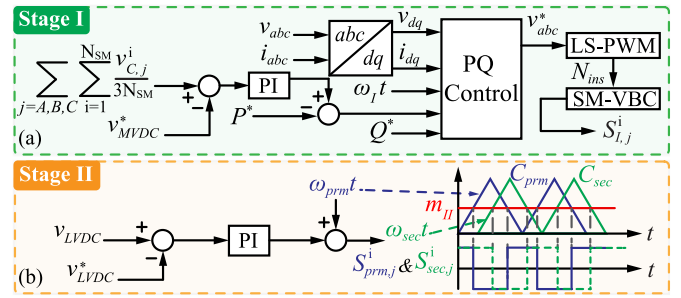 Stage I
v_abc
i_abc
abc
dq
v_dq
i_dq
PQ
Control
v*_abc
LS-PWM
N_ins
SM-VBC
S^i_{I,j}
∑_{j=A,B,C} ∑_{i=1}^{N_SM} v^i_{C,j} / 3N_SM
+
−
PI
+
−
v*_MVDC
P*
ω_I t
Q*
(a)
Stage II
v_LVDC
+
−
v*_LVDC
PI
+
+
ω_prm t
S^i_{prm,j} & S^i_{sec,j}
C_prm
C_sec
m_II
ω_sec t
t
t
(b)